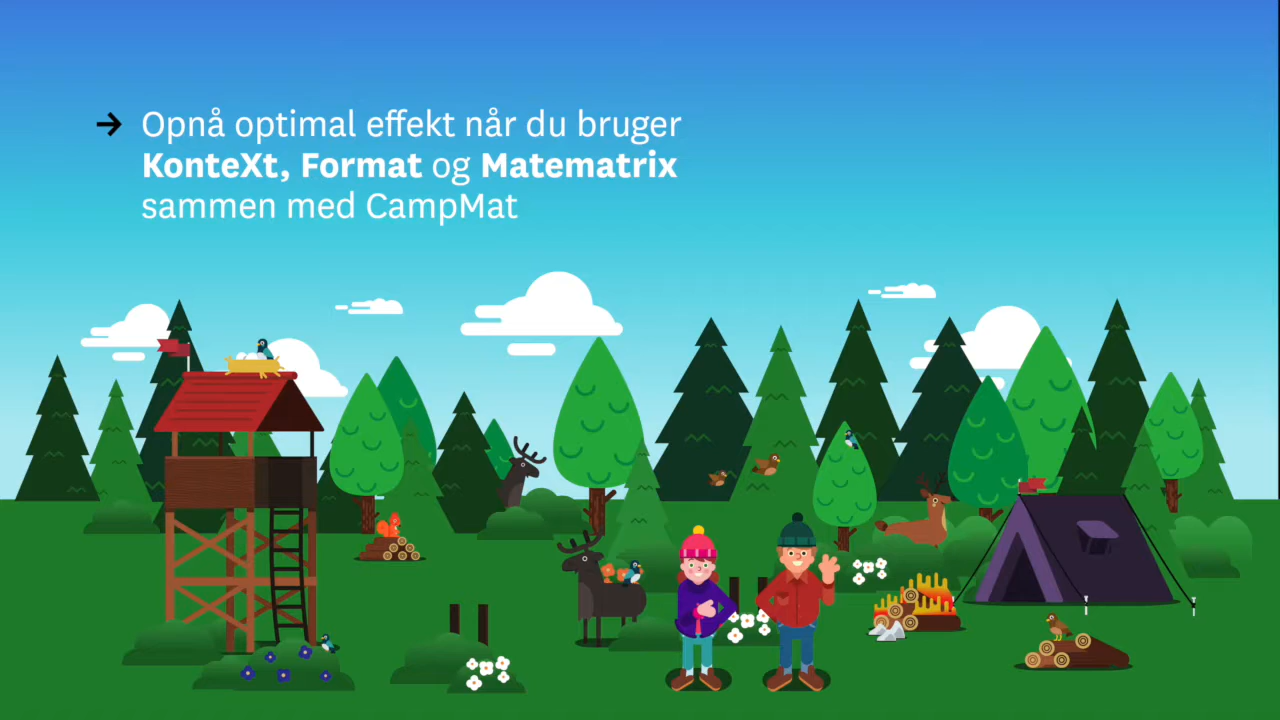 → Opnå optimal effekt når du bruger
KonteXt, Format og Matematrix
sammen med CampMat